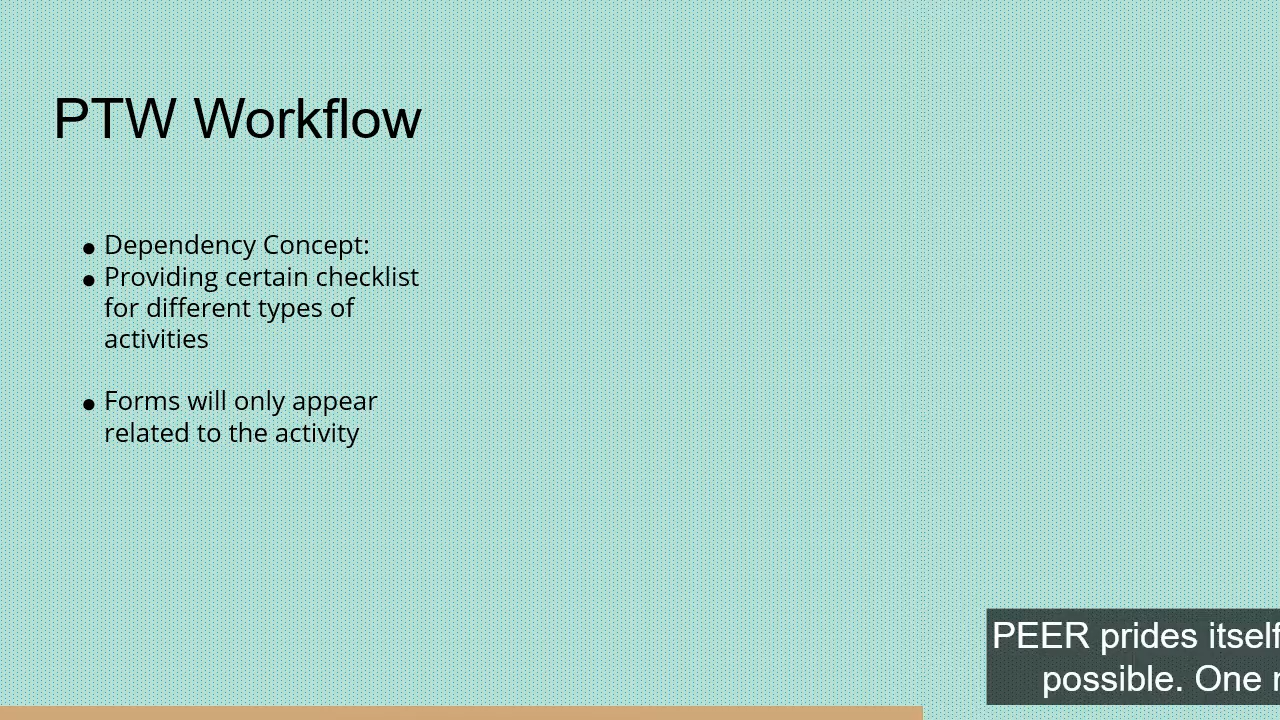 PTW Workflow
● Dependency Concept:
● Providing certain checklist
for different types of
activities
● Forms will only appear
related to the activity
PEER prides itself
possible. One